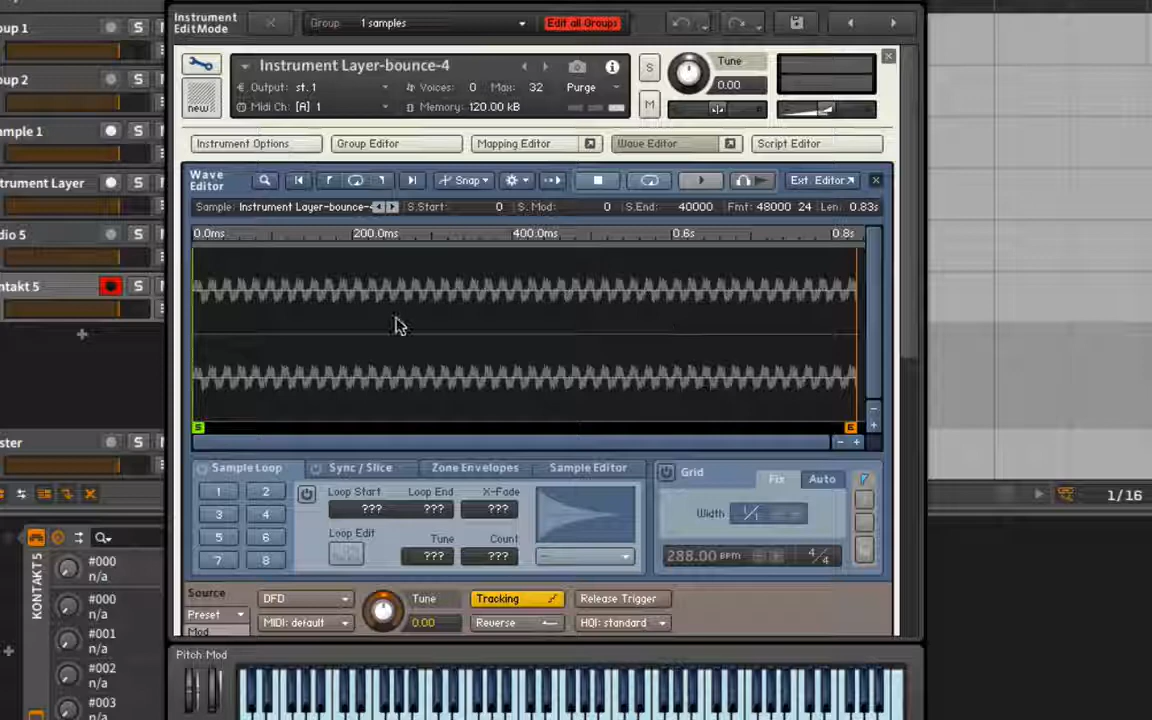 Instrument
EditMode
Group
1 samples
Edit all Groups
oup 1
S
oup 2
S
ample 1
S
trument Layer
S
dio 5
S
ontakt 5
S
ster
S
1/16
#000
n/a
#000
n/a
#001
n/a
#002
n/a
#003
n/a
KONTAKT 5
new
Instrument Layer-bounce-4
Output: st. 1
Voices: 0 Max: 32 Purge
Midi Ch: [A] 1
Memory: 120.00 kB
S
M
Tune
0.00
Instrument Options
Group Editor
Mapping Editor
Wave Editor
Script Editor
Wave
Editor
Snap
Ext. Editor
Sample: Instrument Layer-bounce-
S.Start: 0
S. Mod: 0
S.End: 40000
Fmt: 48000 24
Len: 0.83s
0.0ms
200.0ms
400.0ms
0.6s
0.8s
S
E
Sample Loop
Sync / Slice
Zone Envelopes
Sample Editor
1 2
3 4
5 6
7 8
Loop Start
Loop End
X-Fade
???
???
???
Loop Edit
Tune
Count
???
???
Grid
Fix
Auto
Width
1/1
288.00 BPM
4/4
Source
Preset
Mod
DFD
MIDI: default
Tune
0.00
Tracking
Reverse
Release Trigger
HQI: standard
Pitch Mod